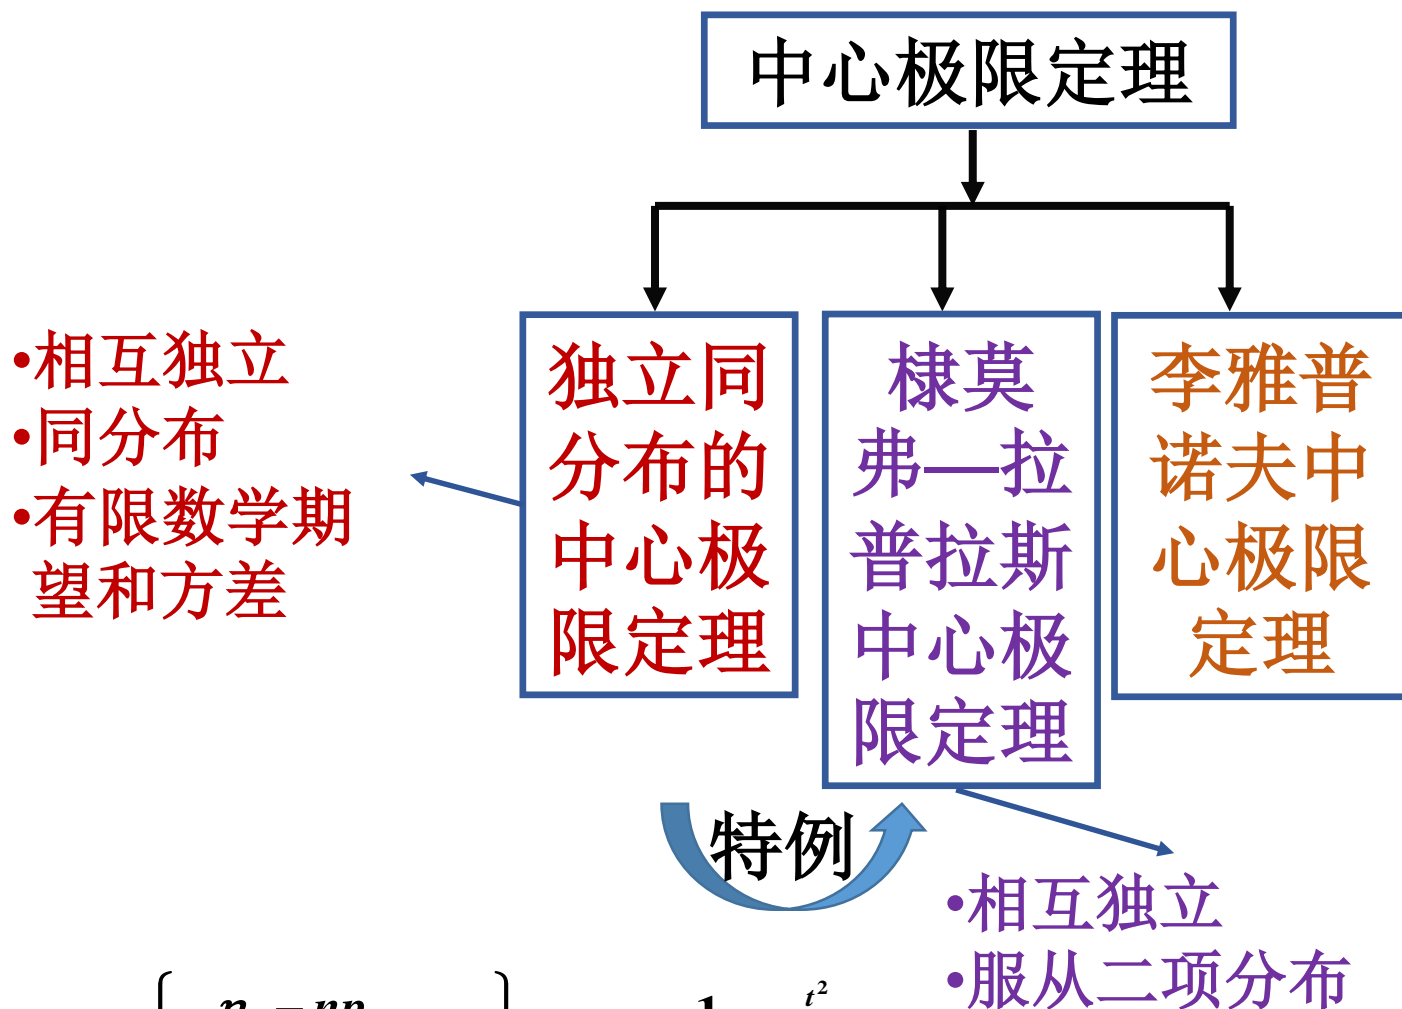 中心极限定理
•相互独立
•同分布
•有限数学期
望和方差
独立同
分布的
中心极
限定理
棣莫
弗—拉
普拉斯
中心极
限定理
李雅普
诺夫中
心极限
定理
特例
•相互独立
•服从二项分布